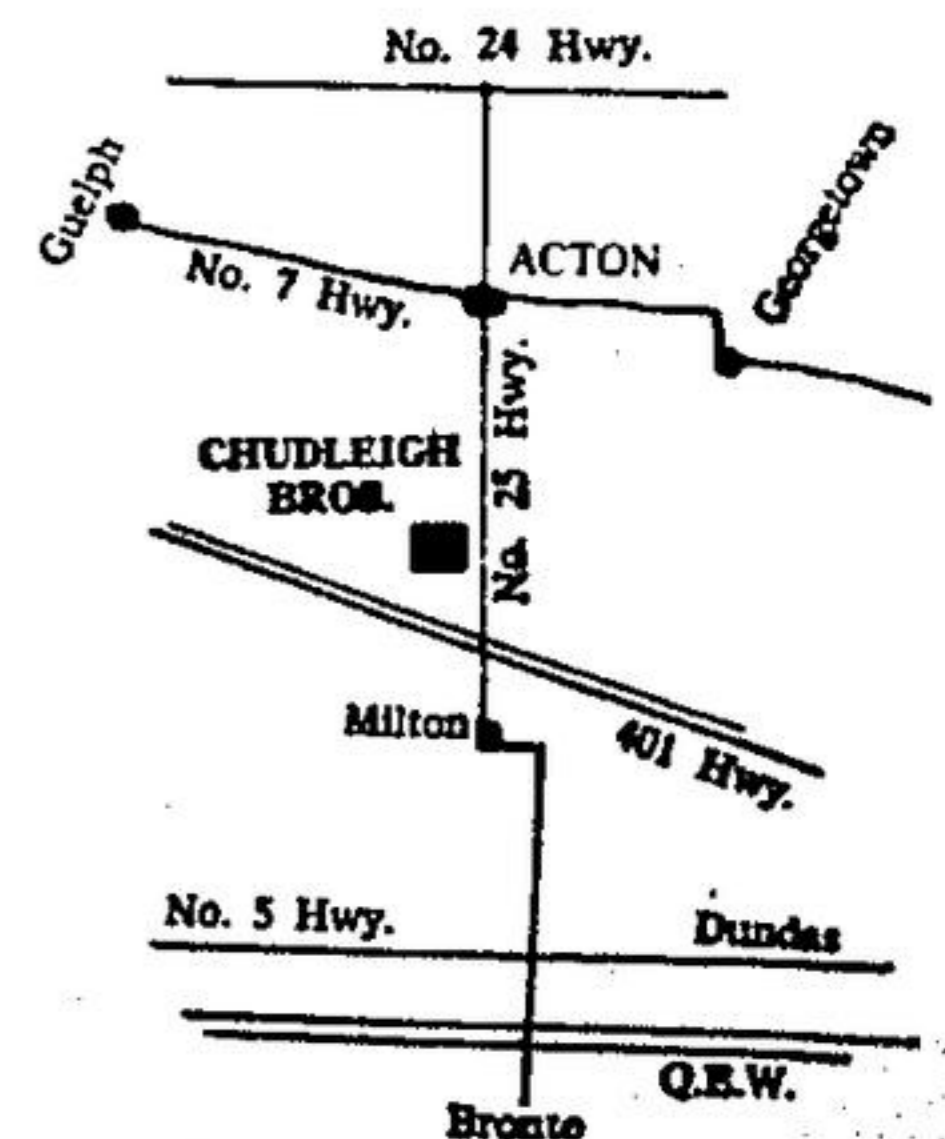 No. 24 Hwy.
Guelph
Georgetown
ACTON
No. 7 Hwy.
No. 25 Hwy.
CHUDLEIGH
BROS.
Milton
401 Hwy.
No. 5 Hwy.
Dundas
Q.E.W.
Bronte